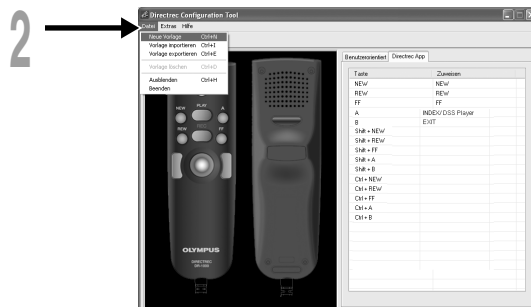 2
Directrec Configuration Tool
Datei Extras Hilfe
Neue Vorlage Ctrl+N
Vorlage importieren Ctrl+I
Vorlage exportieren Ctrl+E
Vorlage löschen Ctrl+D
Ausblenden Ctrl+H
Beenden
NEW PLAY A
REW FF
OLYMPUS
DIRECTREC
Benutzerorientiert Directrec App
Taste Zuweisen
NEW NEW
REW REW
FF FF
A INDEX/ DSS Player
B EXIT
Shift + NEW
Shift + REW
Shift + FF
Shift + A
Shift + B
Ctrl + NEW
Ctrl + REW
Ctrl + FF
Ctrl + A
Ctrl + B